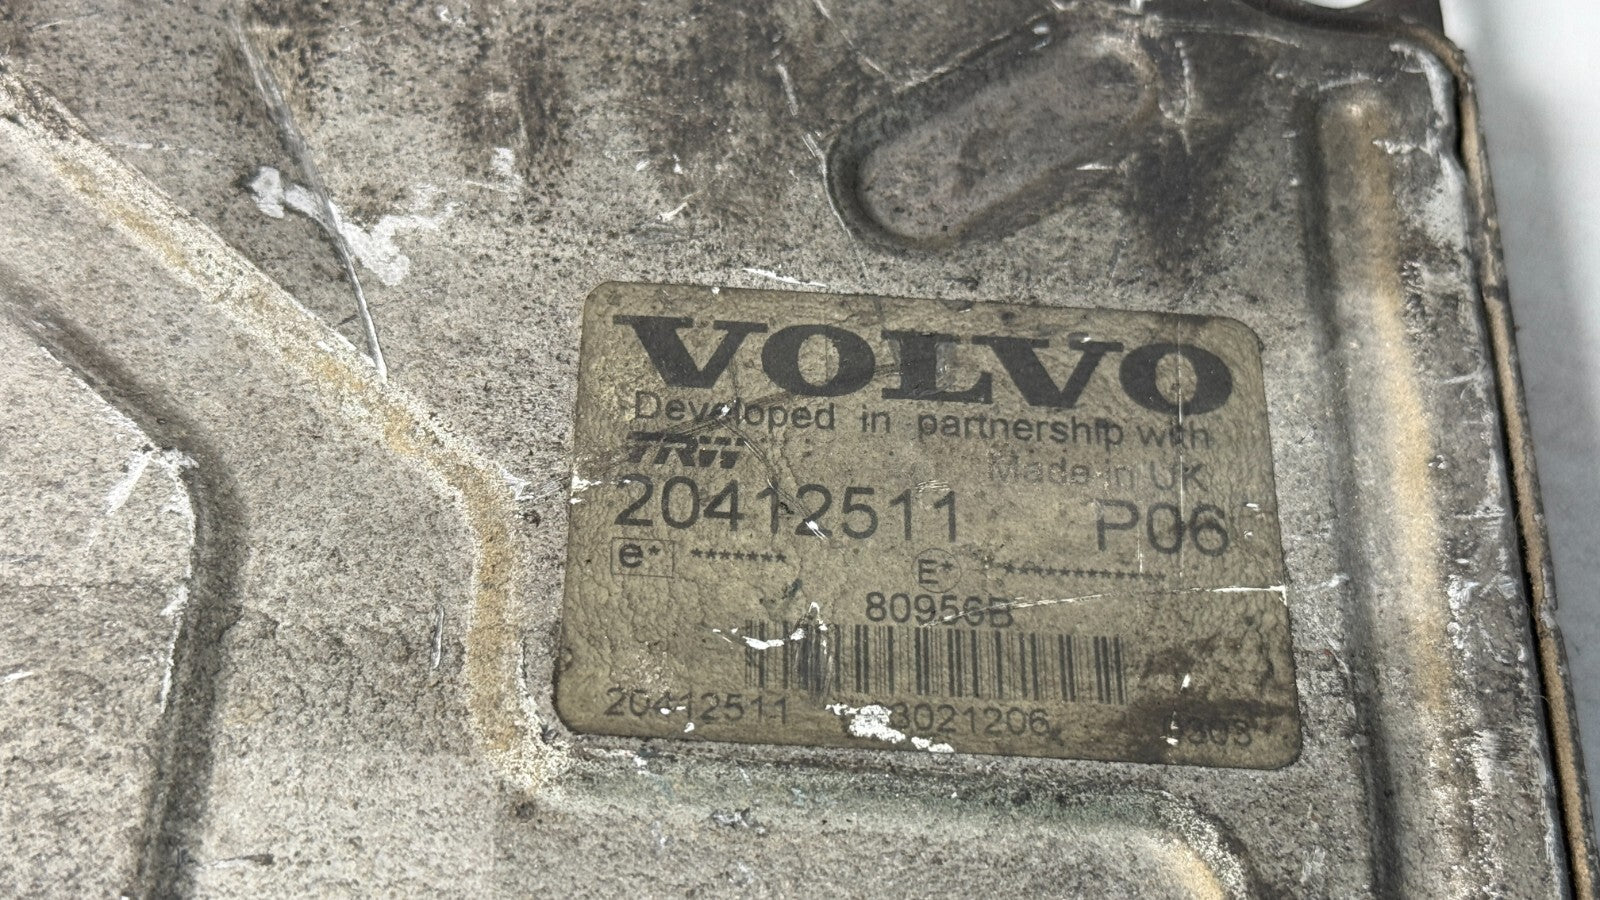 VOLVO
Developed in partnership with
TRW
Made in UK
20412511 P06
e* *******
E*
80956B
20412511 3021206